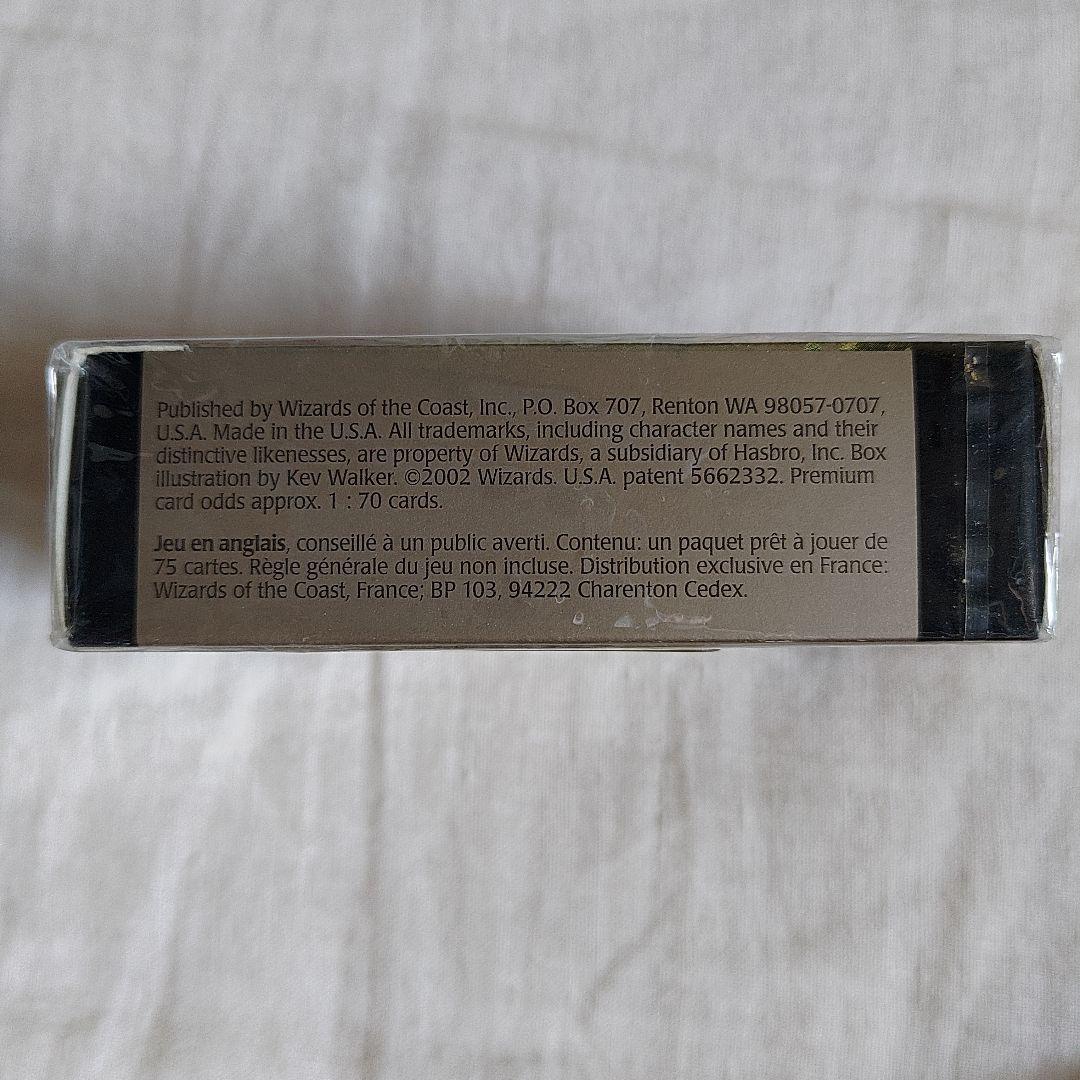 Published by Wizards of the Coast, Inc., P.O. Box 707, Renton WA 98057-0707,
U.S.A. Made in the U.S.A. All trademarks, including character names and their
distinctive likenesses, are property of Wizards, a subsidiary of Hasbro, Inc. Box
illustration by Kev Walker. ©2002 Wizards. U.S.A. patent 5662332. Premium
card odds approx. 1 : 70 cards.
Jeu en anglais, conseillé à un public averti. Contenu: un paquet prêt à jouer de
75 cartes. Règle générale du jeu non incluse. Distribution exclusive en France:
Wizards of the Coast, France; BP 103, 94222 Charenton Cedex.